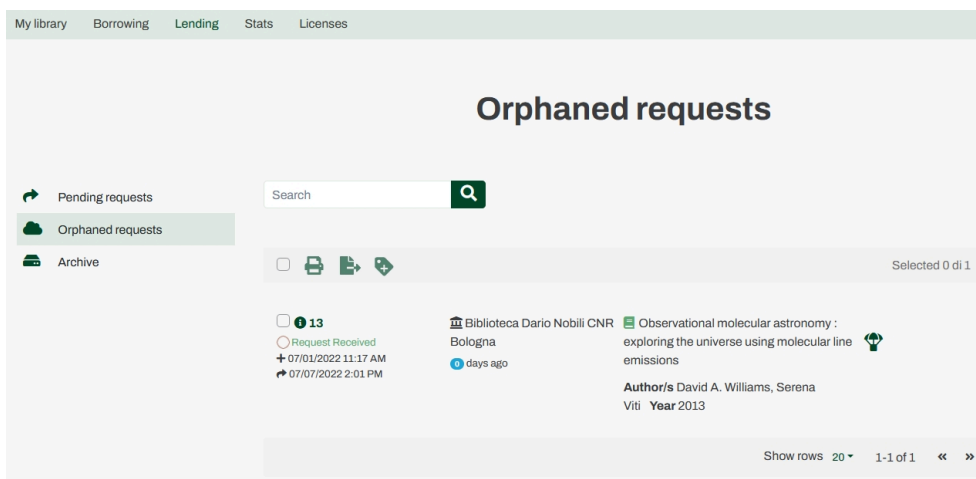 My library Borrowing Lending Stats Licenses
Orphaned requests
Pending requests
Orphaned requests
Archive
Search
Selected 0 di 1
13
Request Received
07/01/2022 11:17 AM
07/07/2022 2:01 PM
Biblioteca Dario Nobili CNR
Bologna
0 days ago
Observational molecular astronomy :
exploring the universe using molecular line
emissions
Author/s David A. Williams, Serena
Viti Year 2013
Show rows 20 1-1 of 1 « »